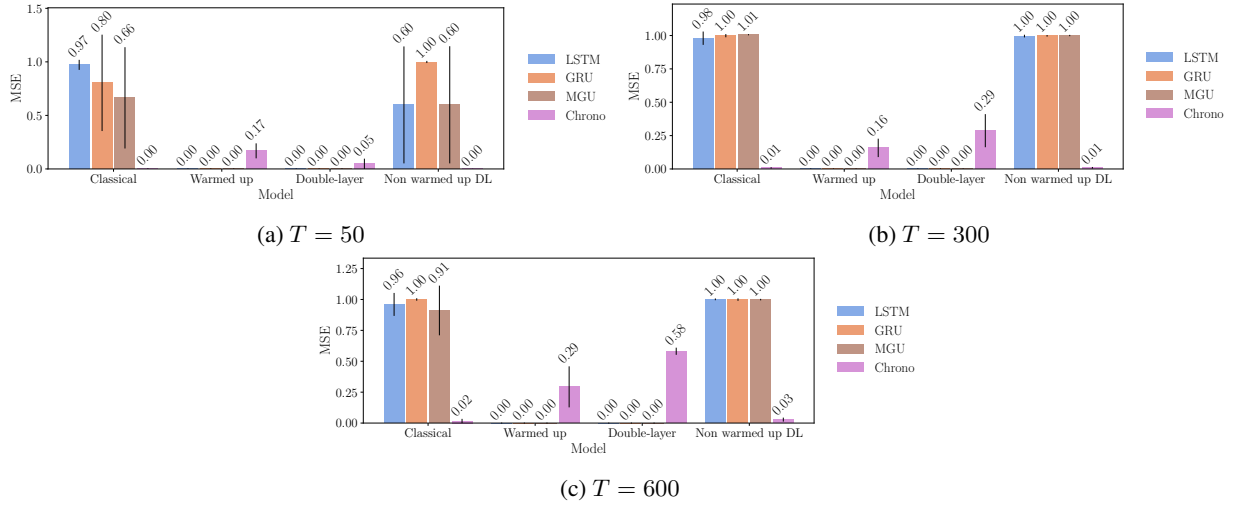 1.5
1.0
0.5
0.0
MSE
0.97
0.80
0.66
0.00
0.00
0.00
0.00
0.17
0.00
0.00
0.00
0.05
0.60
1.00
0.60
0.00
Classical
Warmed up
Double-layer
Non warmed up DL
Model
LSTM
GRU
MGU
Chrono
(a) T = 50
1.00
0.75
0.50
0.25
0.00
MSE
0.98
1.00
1.01
0.01
0.00
0.00
0.00
0.16
0.00
0.00
0.00
0.29
1.00
1.00
1.00
0.01
Classical
Warmed up
Double-layer
Non warmed up DL
Model
LSTM
GRU
MGU
Chrono
(b) T = 300
1.25
1.00
0.75
0.50
0.25
0.00
MSE
0.96
1.00
0.91
0.02
0.00
0.00
0.00
0.29
0.00
0.00
0.00
0.58
1.00
1.00
1.00
0.03
Classical
Warmed up
Double-layer
Non warmed up DL
Model
LSTM
GRU
MGU
Chrono
(c) T = 600